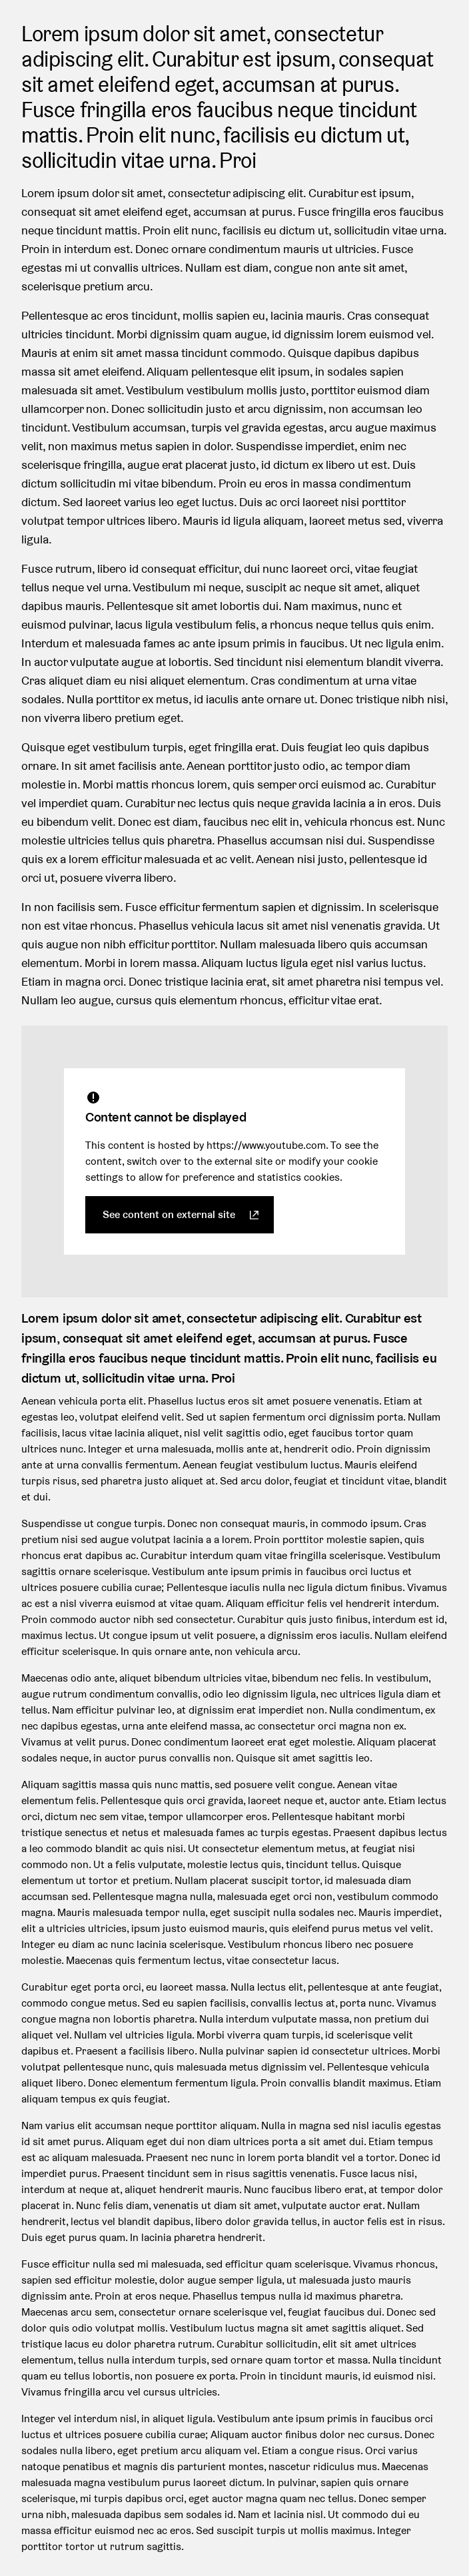 Lorem ipsum dolor sit amet, consectetur
adipiscing elit. Curabitur est ipsum, consequat
sit amet eleifend eget, accumsan at purus.
Fusce fringilla eros faucibus neque tincidunt
mattis. Proin elit nunc, facilisis eu dictum ut,
sollicitudin vitae urna. Proi
Lorem ipsum dolor sit amet, consectetur adipiscing elit. Curabitur est ipsum,
consequat sit amet eleifend eget, accumsan at purus. Fusce fringilla eros faucibus
neque tincidunt mattis. Proin elit nunc, facilisis eu dictum ut, sollicitudin vitae urna.
Proin in interdum est. Donec ornare condimentum mauris ut ultricies. Fusce
egestas mi ut convallis ultrices. Nullam est diam, congue non ante sit amet,
scelerisque pretium arcu.
Pellentesque ac eros tincidunt, mollis sapien eu, lacinia mauris. Cras consequat
ultricies tincidunt. Morbi dignissim quam augue, id dignissim lorem euismod vel.
Mauris at enim sit amet massa tincidunt commodo. Quisque dapibus dapibus
massa sit amet eleifend. Aliquam pellentesque elit ipsum, in sodales sapien
malesuada sit amet. Vestibulum vestibulum mollis justo, porttitor euismod diam
ullamcorper non. Donec sollicitudin justo et arcu dignissim, non accumsan leo
tincidunt. Vestibulum accumsan, turpis vel gravida egestas, arcu augue maximus
velit, non maximus metus sapien in dolor. Suspendisse imperdiet, enim nec
scelerisque fringilla, augue erat placerat justo, id dictum ex libero ut est. Duis
dictum sollicitudin mi vitae bibendum. Proin eu eros in massa condimentum
dictum. Sed laoreet varius leo eget luctus. Duis ac orci laoreet nisi porttitor
volutpat tempor ultrices libero. Mauris id ligula aliquam, laoreet metus sed, viverra
ligula.
Fusce rutrum, libero id consequat efficitur, dui nunc laoreet orci, vitae feugiat
tellus neque vel urna. Vestibulum mi neque, suscipit ac neque sit amet, aliquet
dapibus mauris. Pellentesque sit amet lobortis dui. Nam maximus, nunc et
euismod pulvinar, lacus ligula vestibulum felis, a rhoncus neque tellus quis enim.
Interdum et malesuada fames ac ante ipsum primis in faucibus. Ut nec ligula enim.
In auctor vulputate augue at lobortis. Sed tincidunt nisi elementum blandit viverra.
Cras aliquet diam eu nisi aliquet elementum. Cras condimentum at urna vitae
sodales. Nulla porttitor ex metus, id iaculis ante ornare ut. Donec tristique nibh nisi,
non viverra libero pretium eget.
Quisque eget vestibulum turpis, eget fringilla erat. Duis feugiat leo quis dapibus
ornare. In sit amet facilisis ante. Aenean porttitor justo odio, ac tempor diam
molestie in. Morbi mattis rhoncus lorem, quis semper orci euismod ac. Curabitur
vel imperdiet quam. Curabitur nec lectus quis neque gravida lacinia a in eros. Duis
eu bibendum velit. Donec est diam, faucibus nec elit in, vehicula rhoncus est. Nunc
molestie ultricies tellus quis pharetra. Phasellus accumsan nisi dui. Suspendisse
quis ex a lorem efficitur malesuada et ac velit. Aenean nisi justo, pellentesque id
orci ut, posuere viverra libero.
In non facilisis sem. Fusce efficitur fermentum sapien et dignissim. In scelerisque
non est vitae rhoncus. Phasellus vehicula lacus sit amet nisl venenatis gravida. Ut
quis augue non nibh efficitur porttitor. Nullam malesuada libero quis accumsan
elementum. Morbi in lorem massa. Aliquam luctus ligula eget nisl varius luctus.
Etiam in magna orci. Donec tristique lacinia erat, sit amet pharetra nisi tempus vel.
Nullam leo augue, cursus quis elementum rhoncus, efficitur vitae erat.
Content cannot be displayed
This content is hosted by https://www.youtube.com. To see the
content, switch over to the external site or modify your cookie
settings to allow for preference and statistics cookies.
See content on external site
Lorem ipsum dolor sit amet, consectetur adipiscing elit. Curabitur est
ipsum, consequat sit amet eleifend eget, accumsan at purus. Fusce
fringilla eros faucibus neque tincidunt mattis. Proin elit nunc, facilisis eu
dictum ut, sollicitudin vitae urna. Proi
Aenean vehicula porta elit. Phasellus luctus eros sit amet posuere venenatis. Etiam at
egestas leo, volutpat eleifend velit. Sed ut sapien fermentum orci dignissim porta. Nullam
facilisis, lacus vitae lacinia aliquet, nisl velit sagittis odio, eget faucibus tortor quam
ultrices nunc. Integer et urna malesuada, mollis ante at, hendrerit odio. Proin dignissim
ante at urna convallis fermentum. Aenean feugiat vestibulum luctus. Mauris eleifend
turpis risus, sed pharetra justo aliquet at. Sed arcu dolor, feugiat et tincidunt vitae, blandit
et dui.
Suspendisse ut congue turpis. Donec non consequat mauris, in commodo ipsum. Cras
pretium nisi sed augue volutpat lacinia a a lorem. Proin porttitor molestie sapien, quis
rhoncus erat dapibus ac. Curabitur interdum quam vitae fringilla scelerisque. Vestibulum
sagittis ornare scelerisque. Vestibulum ante ipsum primis in faucibus orci luctus et
ultrices posuere cubilia curae; Pellentesque iaculis nulla nec ligula dictum finibus. Vivamus
ac est a nisl viverra euismod at vitae quam. Aliquam efficitur felis vel hendrerit interdum.
Proin commodo auctor nibh sed consectetur. Curabitur quis justo finibus, interdum est id,
maximus lectus. Ut congue ipsum ut velit posuere, a dignissim eros iaculis. Nullam eleifend
efficitur scelerisque. In quis ornare ante, non vehicula arcu.
Maecenas odio ante, aliquet bibendum ultricies vitae, bibendum nec felis. In vestibulum,
augue rutrum condimentum convallis, odio leo dignissim ligula, nec ultrices ligula diam et
tellus. Nam efficitur pulvinar leo, at dignissim erat imperdiet non. Nulla condimentum, ex
nec dapibus egestas, urna ante eleifend massa, ac consectetur orci magna non ex.
Vivamus at velit purus. Donec condimentum laoreet erat eget molestie. Aliquam placerat
sodales neque, in auctor purus convallis non. Quisque sit amet sagittis leo.
Aliquam sagittis massa quis nunc mattis, sed posuere velit congue. Aenean vitae
elementum felis. Pellentesque quis orci gravida, laoreet neque et, auctor ante. Etiam lectus
orci, dictum nec sem vitae, tempor ullamcorper eros. Pellentesque habitant morbi
tristique senectus et netus et malesuada fames ac turpis egestas. Praesent dapibus lectus
a leo commodo blandit ac quis nisi. Ut consectetur elementum metus, at feugiat nisi
commodo non. Ut a felis vulputate, molestie lectus quis, tincidunt tellus. Quisque
elementum ut tortor et pretium. Nullam placerat suscipit tortor, id malesuada diam
accumsan sed. Pellentesque magna nulla, malesuada eget orci non, vestibulum commodo
magna. Mauris malesuada tempor nulla, eget suscipit nulla sodales nec. Mauris imperdiet,
elit a ultricies ultricies, ipsum justo euismod mauris, quis eleifend purus metus vel velit.
Integer eu diam ac nunc lacinia scelerisque. Vestibulum rhoncus libero nec posuere
molestie. Maecenas quis fermentum lectus, vitae consectetur lacus.
Curabitur eget porta orci, eu laoreet massa. Nulla lectus elit, pellentesque at ante feugiat,
commodo congue metus. Sed eu sapien facilisis, convallis lectus at, porta nunc. Vivamus
congue magna non lobortis pharetra. Nulla interdum vulputate massa, non pretium dui
aliquet vel. Nullam vel ultricies ligula. Morbi viverra quam turpis, id scelerisque velit
dapibus et. Praesent a facilisis libero. Nulla pulvinar sapien id consectetur ultrices. Morbi
volutpat pellentesque nunc, quis malesuada metus dignissim vel. Pellentesque vehicula
aliquet libero. Donec elementum fermentum ligula. Proin convallis blandit maximus. Etiam
aliquam tempus ex quis feugiat.
Nam varius elit accumsan neque porttitor aliquam. Nulla in magna sed nisl iaculis egestas
id sit amet purus. Aliquam eget dui non diam ultrices porta a sit amet dui. Etiam tempus
est ac aliquam malesuada. Praesent nec nunc in lorem porta blandit vel a tortor. Donec id
imperdiet purus. Praesent tincidunt sem in risus sagittis venenatis. Fusce lacus nisi,
interdum at neque at, aliquet hendrerit mauris. Nunc faucibus libero erat, at tempor dolor
placerat in. Nunc felis diam, venenatis ut diam sit amet, vulputate auctor erat. Nullam
hendrerit, lectus vel blandit dapibus, libero dolor gravida tellus, in auctor felis est in risus.
Duis eget purus quam. In lacinia pharetra hendrerit.
Fusce efficitur nulla sed mi malesuada, sed efficitur quam scelerisque. Vivamus rhoncus,
sapien sed efficitur molestie, dolor augue semper ligula, ut malesuada justo mauris
dignissim ante. Proin at eros neque. Phasellus tempus nulla id maximus pharetra.
Maecenas arcu sem, consectetur ornare scelerisque vel, feugiat faucibus dui. Donec sed
dolor quis odio volutpat mollis. Vestibulum luctus magna sit amet sagittis aliquet. Sed
tristique lacus eu dolor pharetra rutrum. Curabitur sollicitudin, elit sit amet ultrices
elementum, tellus nulla interdum turpis, sed ornare quam tortor et massa. Nulla tincidunt
quam eu tellus lobortis, non posuere ex porta. Proin in tincidunt mauris, id euismod nisi.
Vivamus fringilla arcu vel cursus ultricies.
Integer vel interdum nisl, in aliquet ligula. Vestibulum ante ipsum primis in faucibus orci
luctus et ultrices posuere cubilia curae; Aliquam auctor finibus dolor nec cursus. Donec
sodales nulla libero, eget pretium arcu aliquam vel. Etiam a congue risus. Orci varius
natoque penatibus et magnis dis parturient montes, nascetur ridiculus mus. Maecenas
malesuada magna vestibulum purus laoreet dictum. In pulvinar, sapien quis ornare
scelerisque, mi turpis dapibus orci, eget auctor magna quam nec tellus. Donec semper
urna nibh, malesuada dapibus sem sodales id. Nam et lacinia nisl. Ut commodo dui eu
massa efficitur euismod nec ac eros. Sed suscipit turpis ut mollis maximus. Integer
porttitor tortor ut rutrum sagittis.